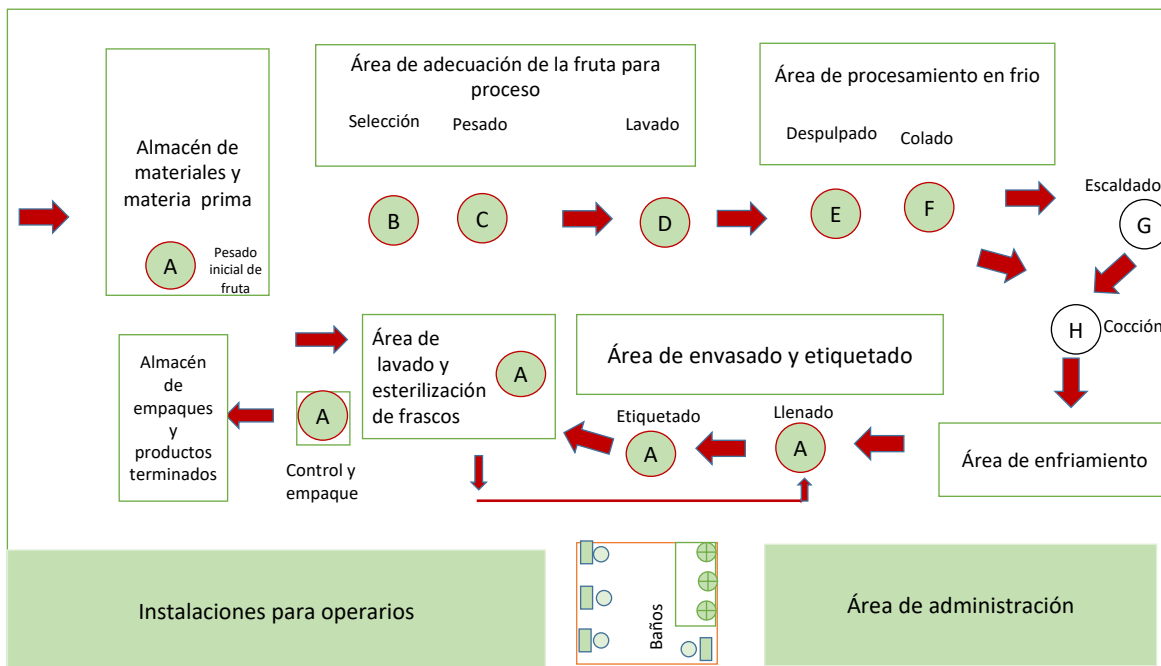 Almacén de
materiales y
materia prima
A
Pesado
inicial de
fruta
Área de adecuación de la fruta para
proceso
Selección
Pesado
Lavado
B
C
D
Área de procesamiento en frio
Despulpado
Colado
E
F
Escaldado
G
H
Cocción
Almacén
de
empaques
y
productos
terminados
A
Control y
empaque
Área de
lavado y
esterilización
de frascos
A
Área de envasado y etiquetado
Etiquetado
A
Llenado
A
Área de enfriamiento
Instalaciones para operarios
Baños
Área de administración